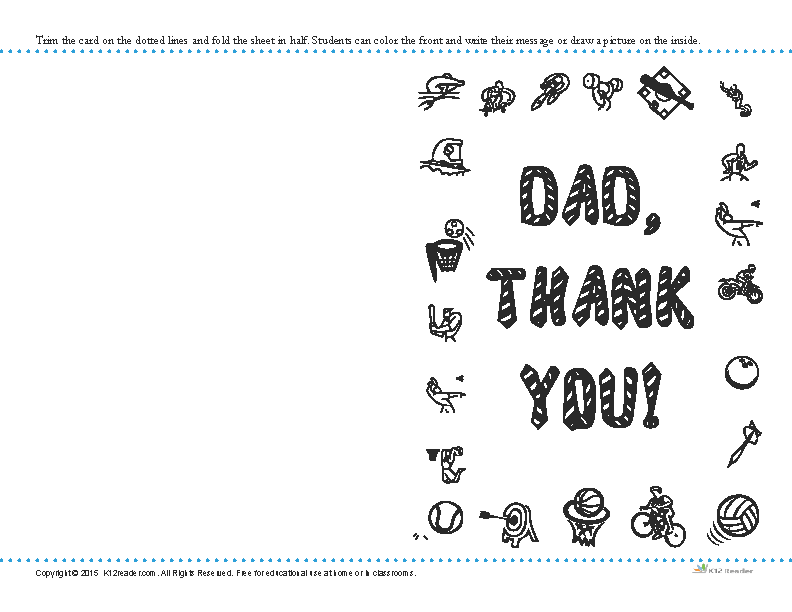 Trim the card on the dotted lines and fold the sheet in half. Students can color the front and write their message or draw a picture on the inside.
DAD,
THANK
YOU!
Copyright © 2015 K12reader.com. All Rights Reserved. Free for educational use at home or in classrooms.
K12 Reader